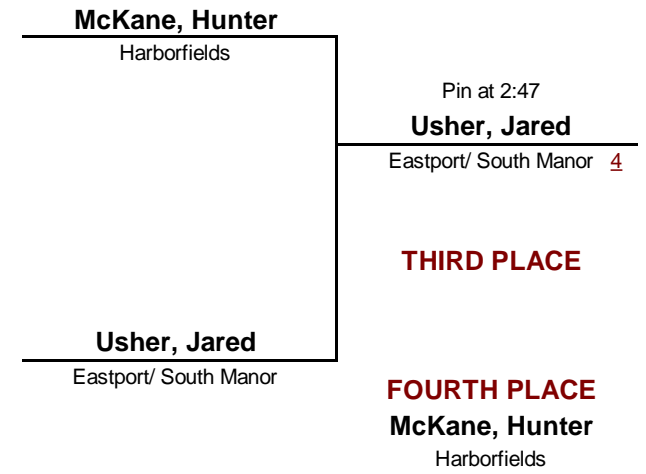 McKane, Hunter
Harborfields
Pin at 2:47
Usher, Jared
Eastport/ South Manor 4
THIRD PLACE
Usher, Jared
Eastport/ South Manor
FOURTH PLACE
McKane, Hunter
Harborfields